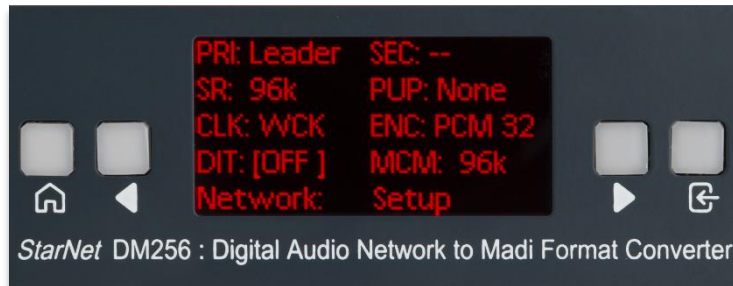 PRI: Leader SEC: --
SR: 96k PUP: None
CLK: WCK ENC: PCM 32
DIT: [OFF ] MCM: 96k
Network: Setup
StarNet DM256 : Digital Audio Network to Madi Format Converter